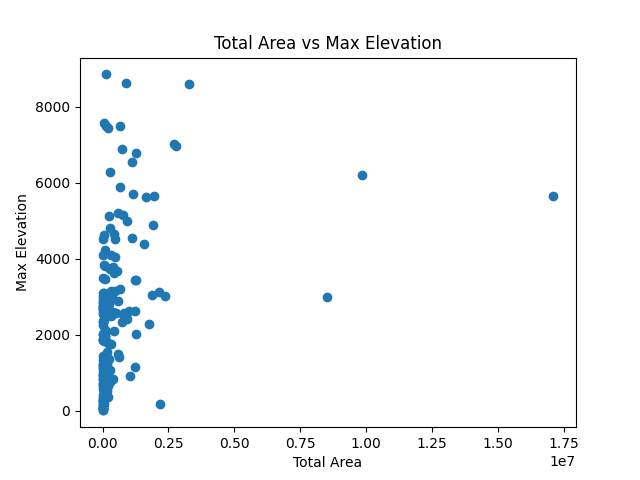 Total Area vs Max Elevation
8000
6000
4000
2000
0
Max Elevation
0.00 0.25 0.50 0.75 1.00 1.25 1.50 1.75
1e7
Total Area